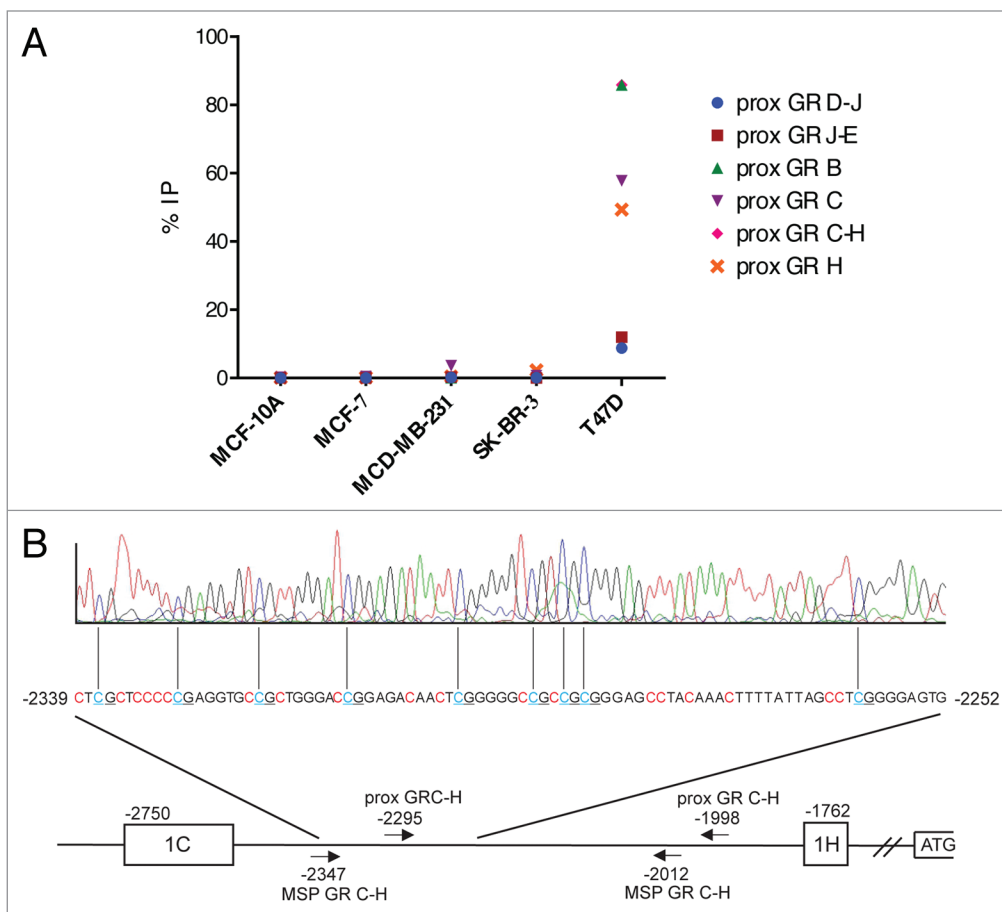 A
100
80
60
40
20
0
% IP
MCF-10A
MCF-7
MCD-MB-231
SK-BR-3
T47D
prox GR D-J
prox GR J-E
prox GR B
prox GR C
prox GR C-H
prox GR H
B
-2339 CTCGCTCCCCCGAGGTGCCGCTGGGACCGGAGACAACTCGGGGGCCGCCGCGGGGAGCCTACAAACTTTTATTAGCCTCGGGGAGTG -2252
prox GRC-H
-2295
prox GR C-H
-1998
-2750
1C
-1762
1H
ATG
-2347
MSP GR C-H
-2012
MSP GR C-H